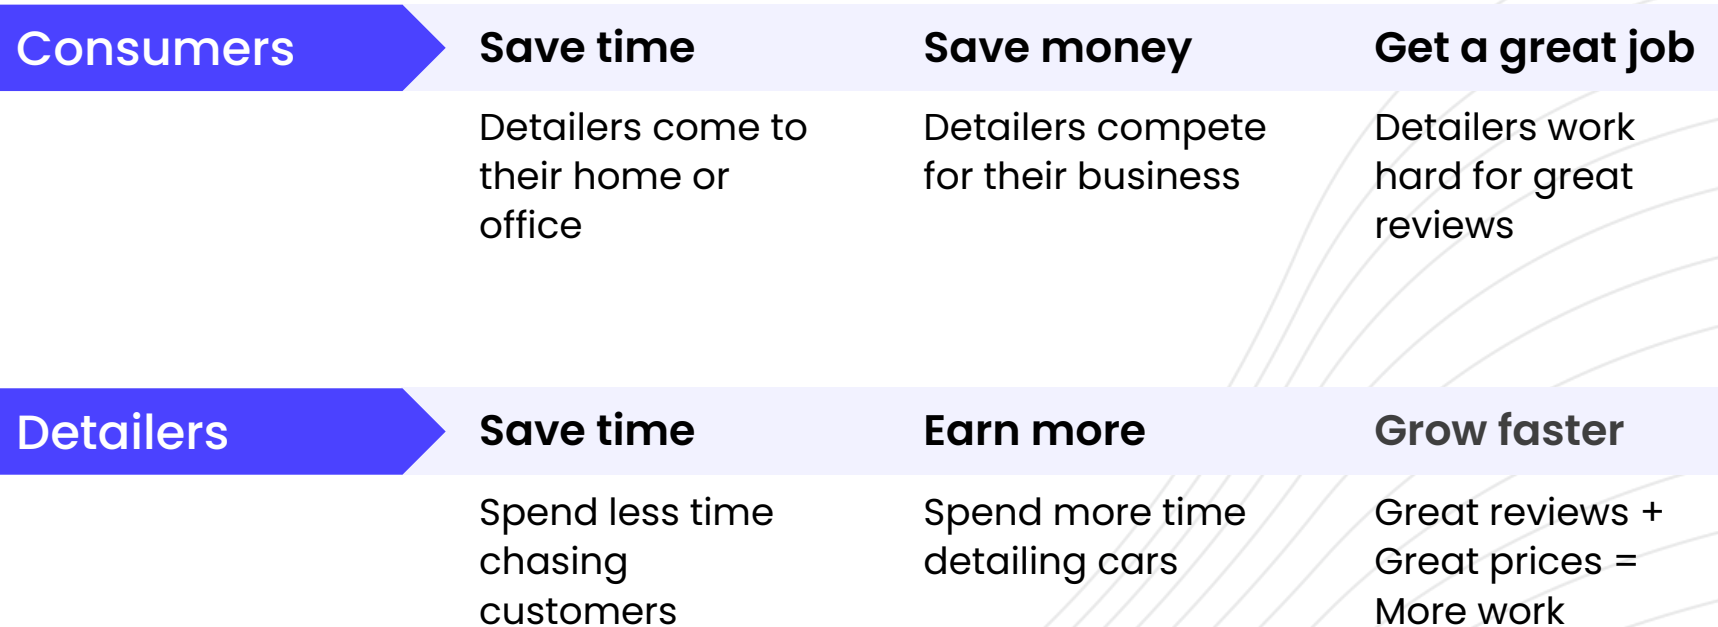 Consumers
Save time
Save money
Get a great job
Detailers come to
their home or
office
Detailers compete
for their business
Detailers work
hard for great
reviews
Detailers
Save time
Earn more
Grow faster
Spend less time
chasing
customers
Spend more time
detailing cars
Great reviews +
Great prices =
More work